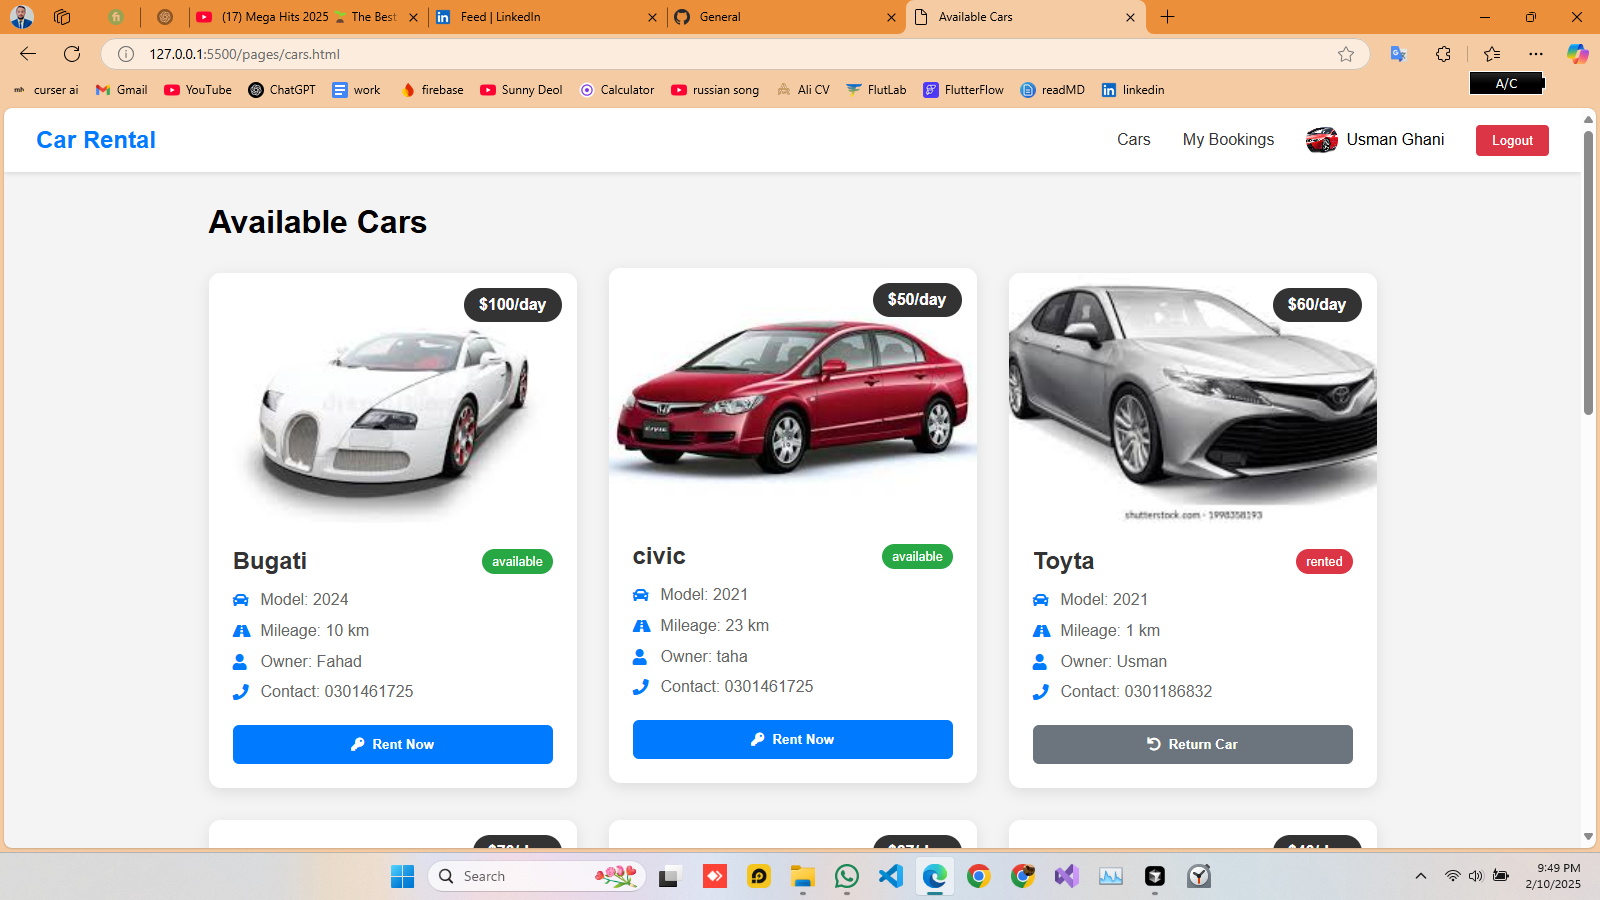 (17) Mega Hits 2025 🌱 The Best
Feed | LinkedIn
General
Available Cars
127.0.0.1:5500/pages/cars.html
curser ai
Gmail
YouTube
ChatGPT
work
firebase
Sunny Deol
Calculator
russian song
Ali CV
FlutLab
FlutterFlow
readMD
linkedin
A/C
Car Rental
Cars
My Bookings
Usman Ghani
Logout
Available Cars
$100/day
Bugati
available
Model: 2024
Mileage: 10 km
Owner: Fahad
Contact: 0301461725
Rent Now
$50/day
CIVIC
civic
available
Model: 2021
Mileage: 23 km
Owner: taha
Contact: 0301461725
Rent Now
$60/day
shutterstock.com · 1998358193
Toyta
rented
Model: 2021
Mileage: 1 km
Owner: Usman
Contact: 0301186832
Return Car
Search
9:49 PM
2/10/2025